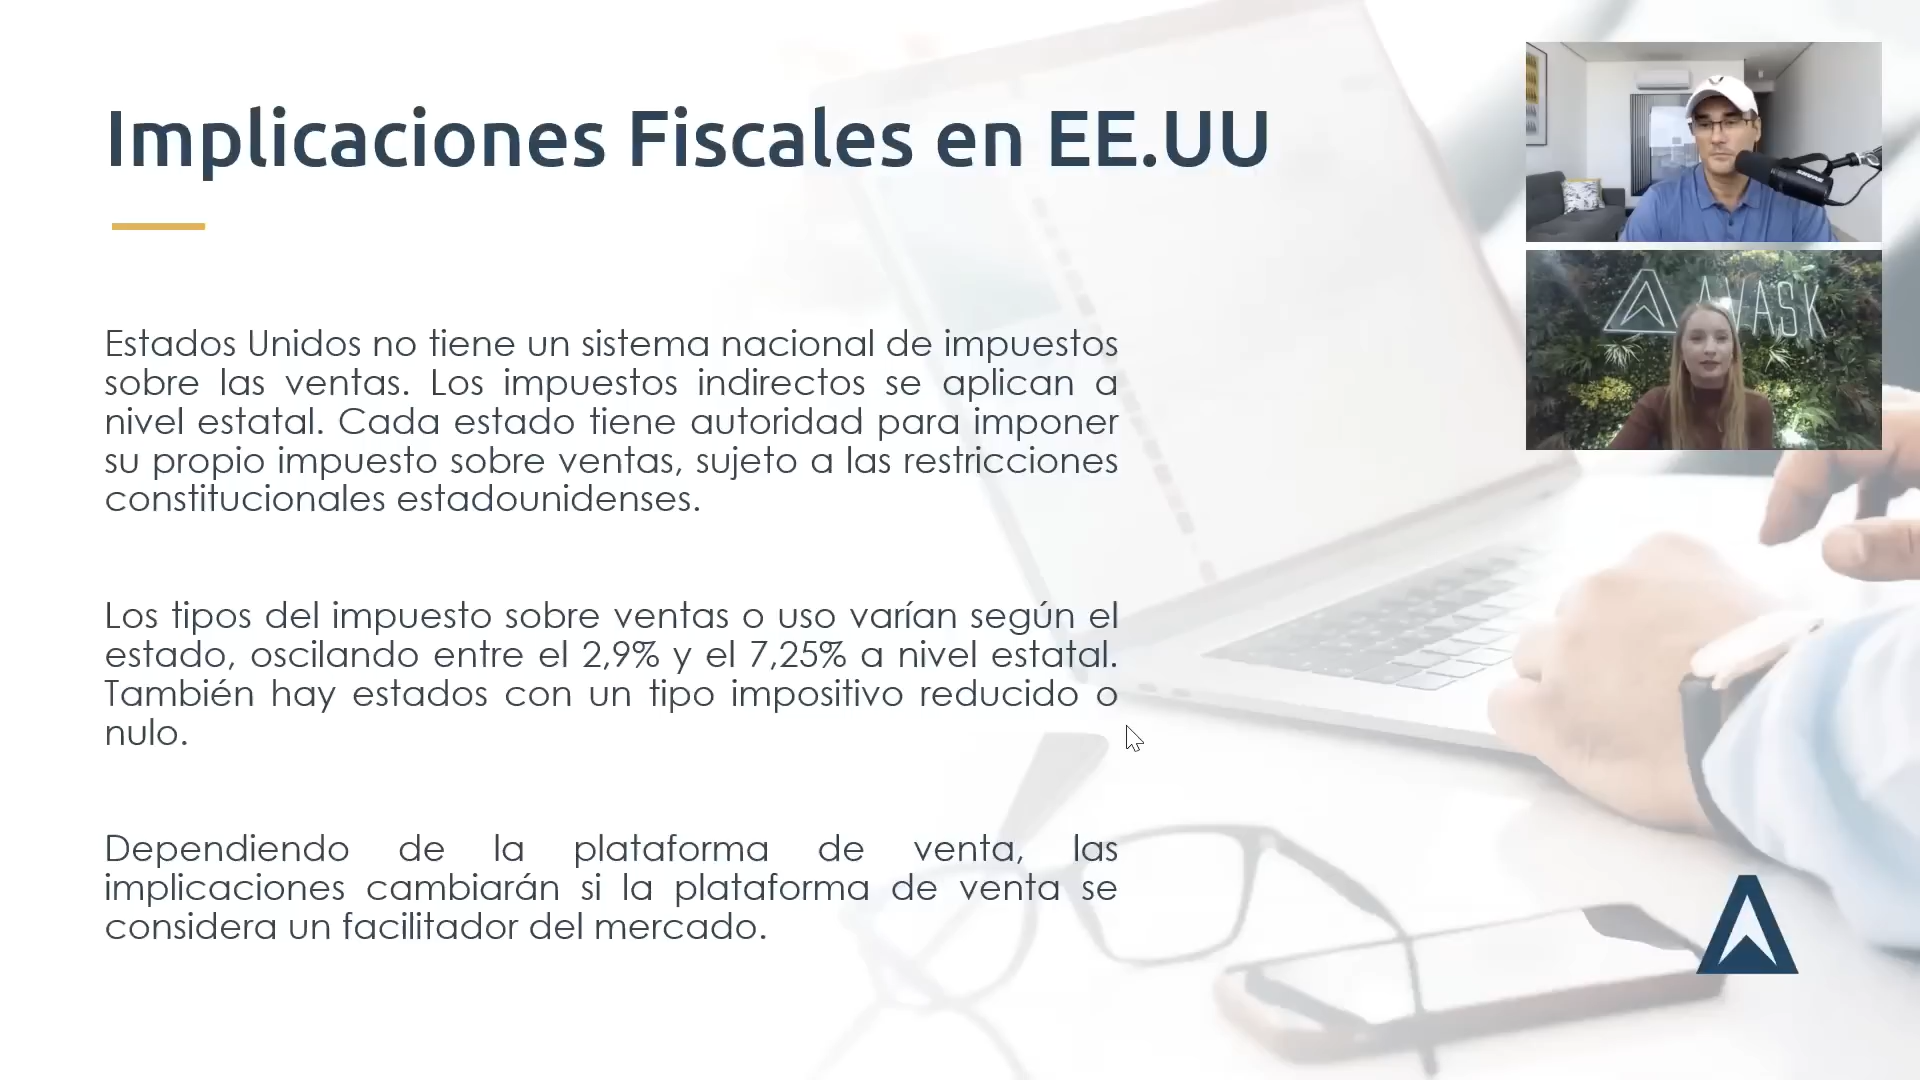 Implicaciones Fiscales en EE.UU
Estados Unidos no tiene un sistema nacional de impuestos
sobre las ventas. Los impuestos indirectos se aplican a
nivel estatal. Cada estado tiene autoridad para imponer
su propio impuesto sobre ventas, sujeto a las restricciones
constitucionales estadounidenses.
Los tipos del impuesto sobre ventas o uso varían según el
estado, oscilando entre el 2,9% y el 7,25% a nivel estatal.
También hay estados con un tipo impositivo reducido o
nulo.
Dependiendo de la plataforma de venta, las
implicaciones cambiarán si la plataforma de venta se
considera un facilitador del mercado.
SHURE
AVASK